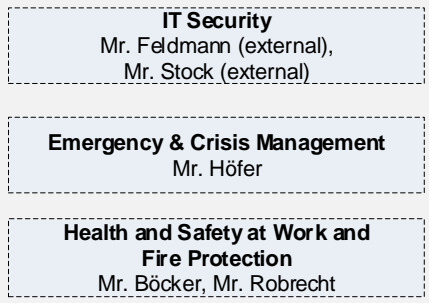 IT Security
Mr. Feldmann (external),
Mr. Stock (external)
Emergency & Crisis Management
Mr. Höfer
Health and Safety at Work and
Fire Protection
Mr. Böcker, Mr. Robrecht